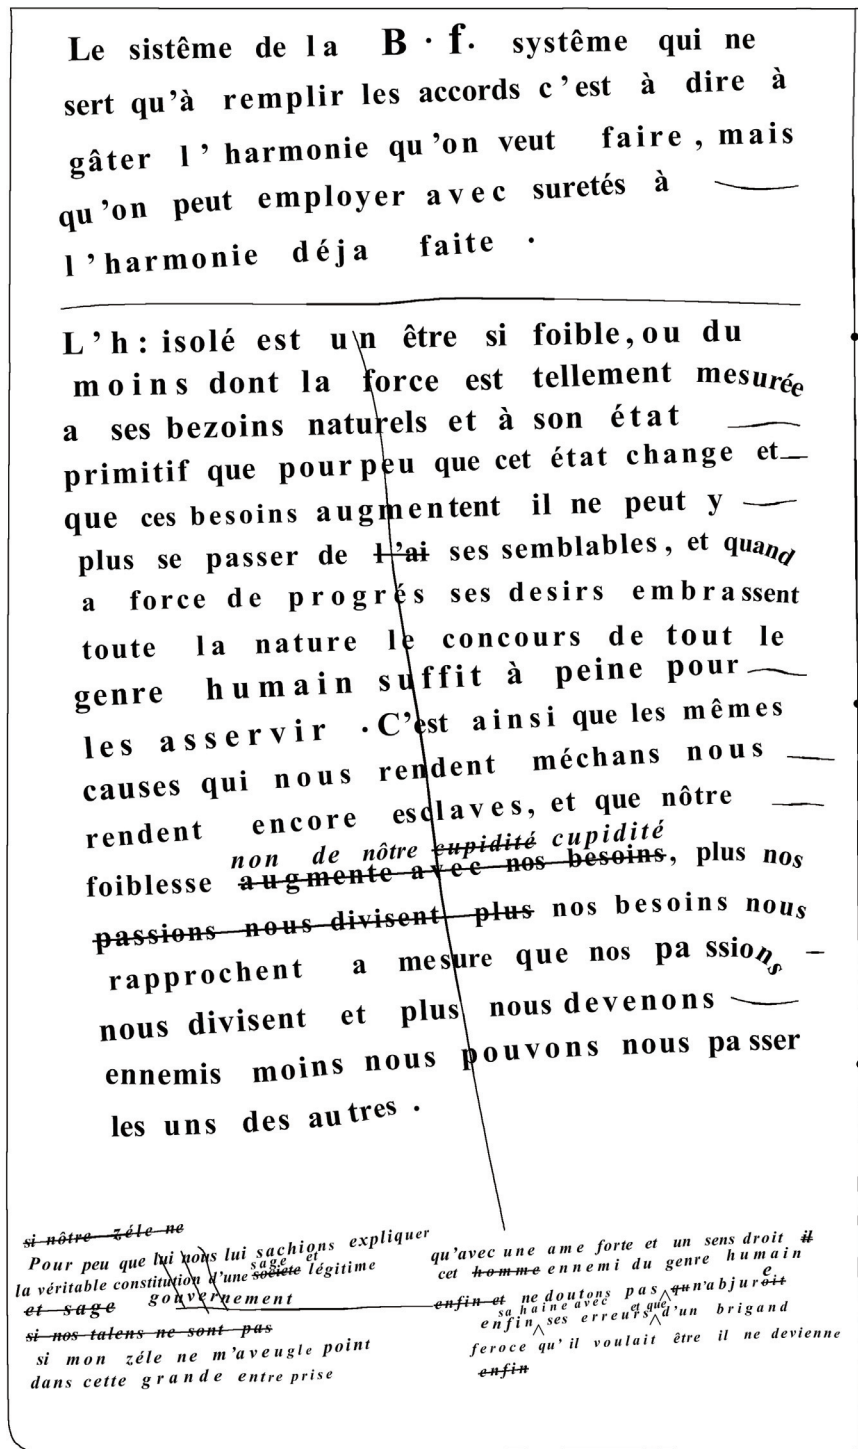 Le sistême de la B. f. systême qui ne
sert qu'à remplir les accords c'est à dire à
gâter l'harmonie qu'on veut faire, mais
qu'on peut employer avec suretés à
l'harmonie déja faite.
L'h: isolé est un être si foible, ou du
moins dont la force est tellement mesurée
a ses bezoins naturels et à son état
primitif que pour peu que cet état change et
que ces besoins augmentent il ne peut y
plus se passer de l'ai ses semblables, et quand
a force de progrés ses desirs embrassent
toute la nature le concours de tout le
genre humain suffit à peine pour
les asservir. C'est ainsi que les mêmes
causes qui nous rendent méchans nous
rendent encore esclaves, et que nôtre
non de nôtre cupidité cupidité
foiblesse augmente avec nos besoins, plus nos
passions nous divisent plus nos besoins nous
rapprochent a mesure que nos passions
nous divisent et plus nous devenons
ennemis moins nous pouvons nous passer
les uns des autres.
si nôtre zéle ne
Pour peu que lui nous lui sachions expliquer
sage et
la véritable constitution d'une societe légitime
et sage gouvernement
si nos talens ne sont pas
si mon zéle ne m'aveugle point
dans cette grande entreprise
qu'avec une ame forte et un sens droit il
cet homme ennemi du genre humain
e
enfin et ne doutons pas qu n'abjuroit
sa haine avec et que
enfin ses erreurs d'un brigand
feroce qu'il voulait être il ne devienne
enfin